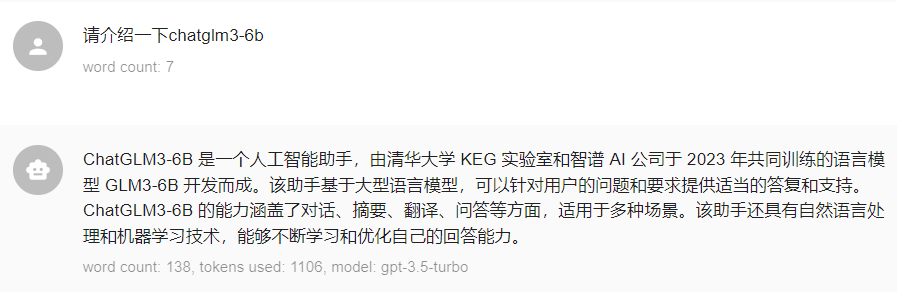 请介绍一下chatglm3-6b
word count: 7
ChatGLM3-6B 是一个人工智能助手，由清华大学 KEG 实验室和智谱 AI 公司于 2023 年共同训练的语言模
型 GLM3-6B 开发而成。该助手基于大型语言模型，可以针对用户的问题和要求提供适当的答复和支持。
ChatGLM3-6B 的能力涵盖了对话、摘要、翻译、问答等方面，适用于多种场景。该助手还具有自然语言处
理和机器学习技术，能够不断学习和优化自己的回答能力。
word count: 138, tokens used: 1106, model: gpt-3.5-turbo